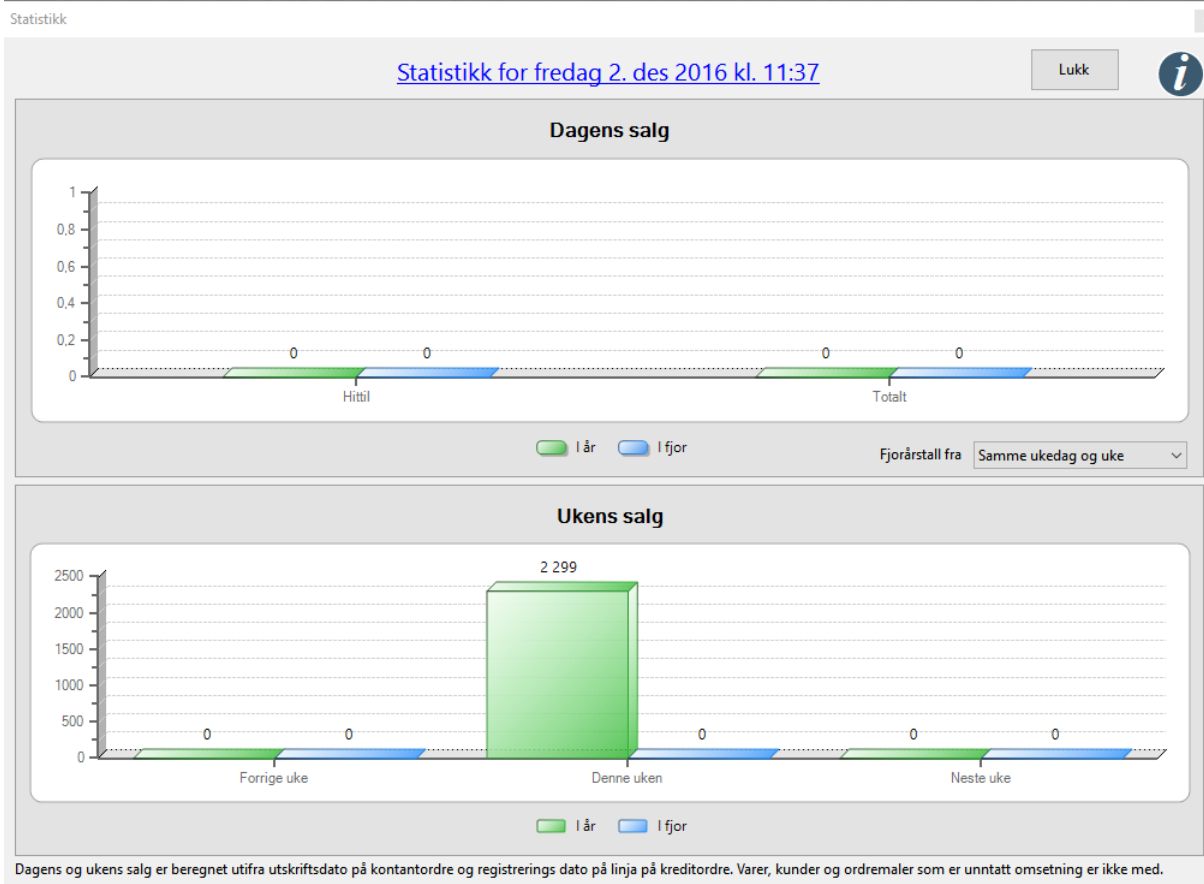 Statistikk
Statistikk for fredag 2. des 2016 kl. 11:37
Lukk
i
Dagens salg
1
0,8
0,6
0,4
0,2
0
0 0 0 0
Hittil Totalt
I år I fjor
Fjorårstall fra Samme ukedag og uke
Ukens salg
2500
2000
1500
1000
500
0
2 299
0 0 0 0 0
Forrige uke Denne uken Neste uke
I år I fjor
Dagens og ukens salg er beregnet utifra utskriftsdato på kontantordre og registrerings dato på linja på kreditordre. Varer, kunder og ordremaler som er unntatt omsetning er ikke med.